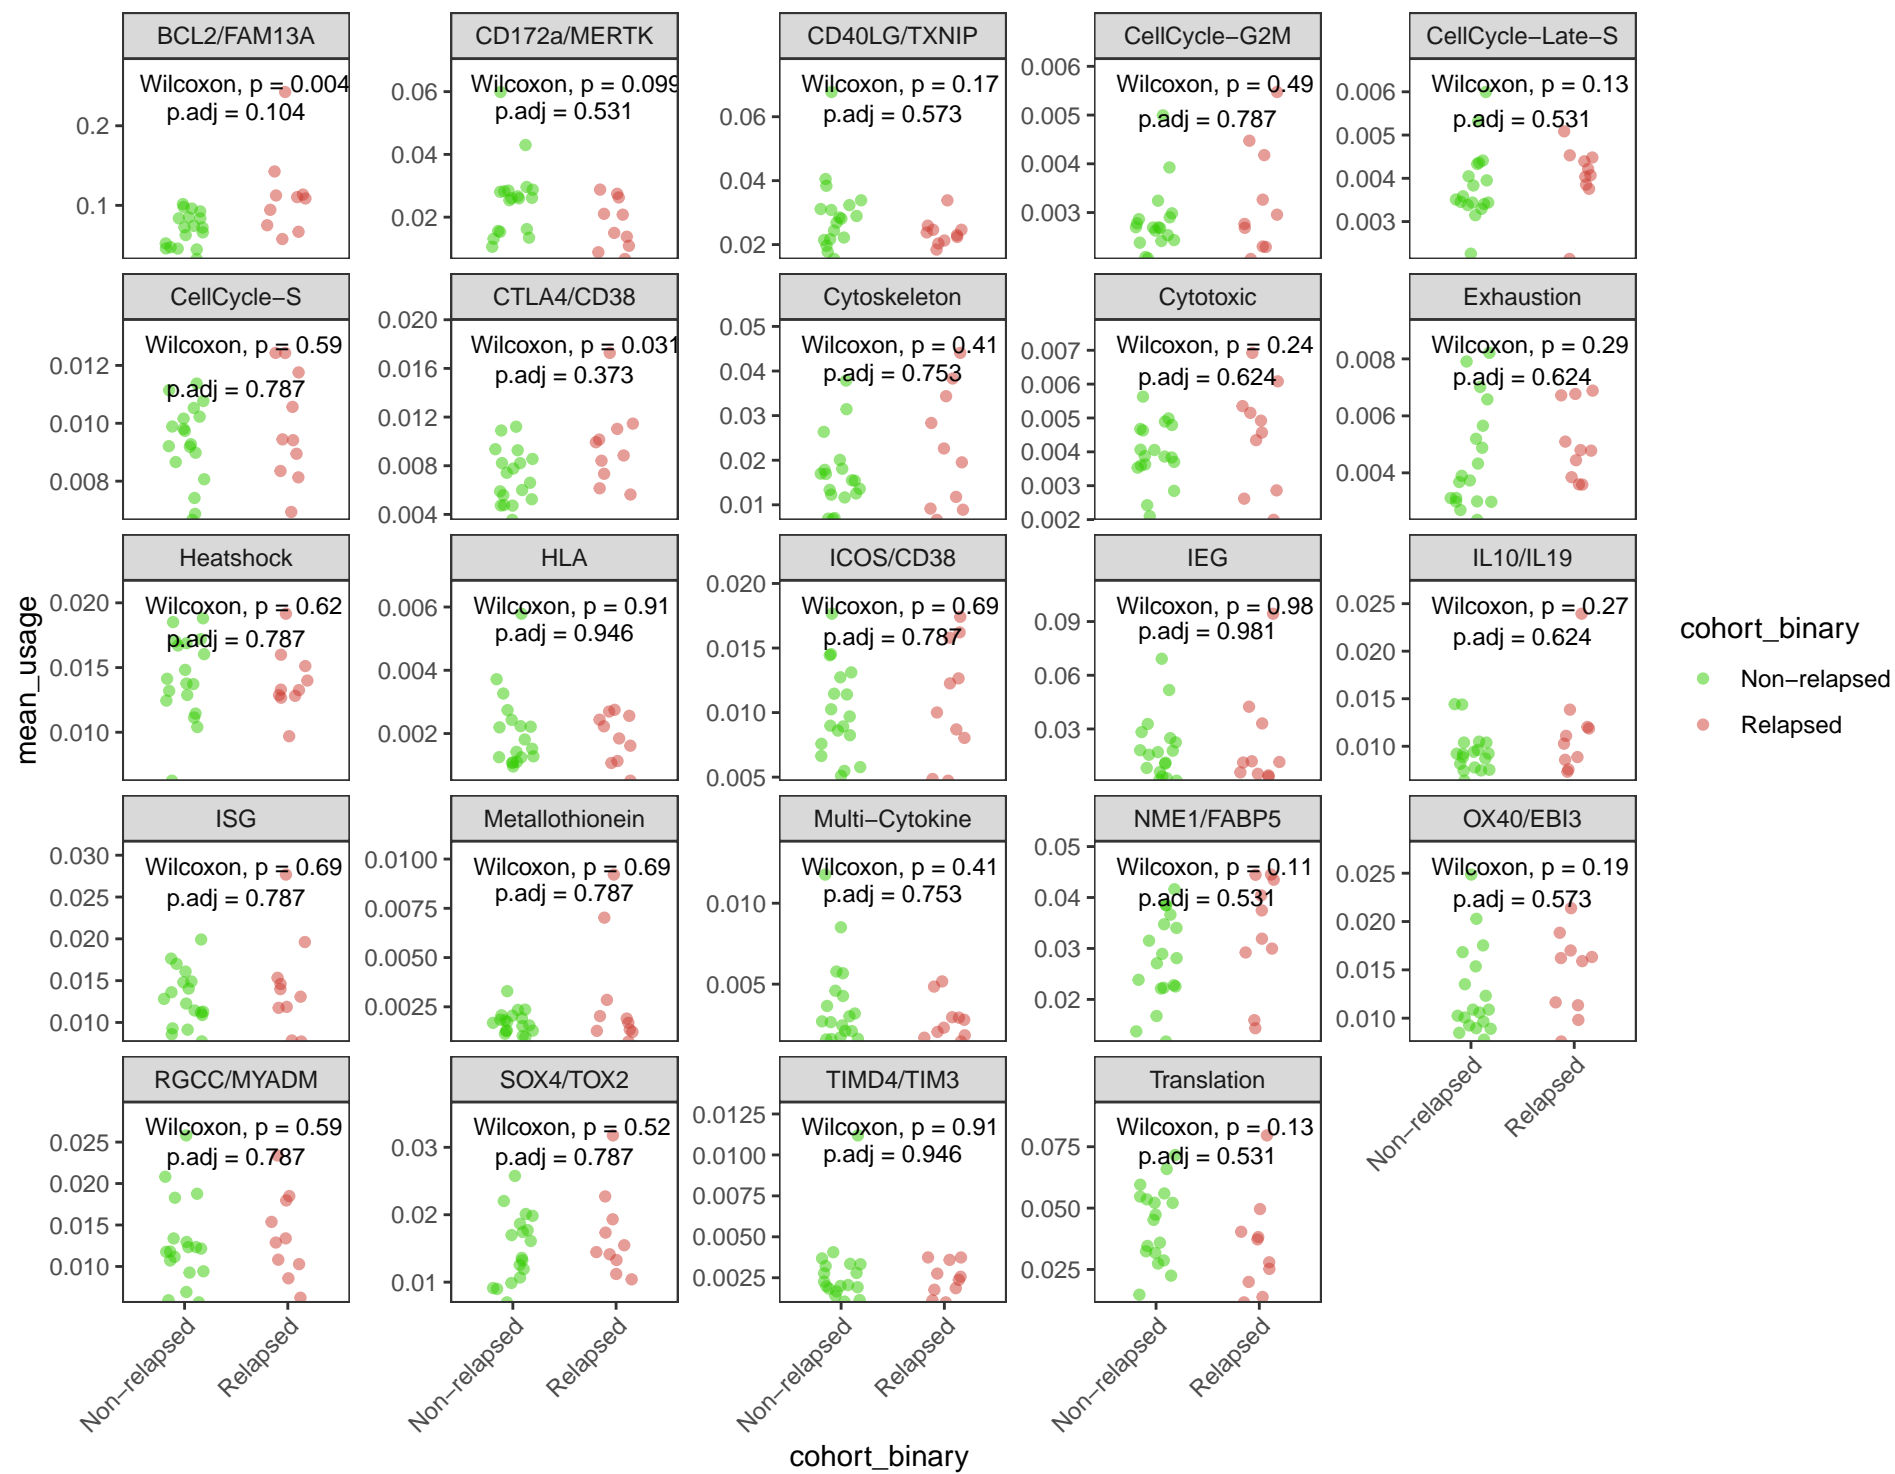 BCL2/FAM13A
CD172a/MERTK
CD40LG/TXNIP
CellCycle−G2M
CellCycle−Late−S
Wilcoxon, p = 0.004
p.adj = 0.104
0.2
0.1
Wilcoxon, p = 0.099
p.adj = 0.531
0.06
0.04
0.02
Wilcoxon, p = 0.17
p.adj = 0.573
0.06
0.04
0.02
Wilcoxon, p = 0.49
p.adj = 0.787
0.006
0.005
0.004
0.003
Wilcoxon, p = 0.13
p.adj = 0.531
0.006
0.005
0.004
0.003
CellCycle−S
CTLA4/CD38
Cytoskeleton
Cytotoxic
Exhaustion
Wilcoxon, p = 0.59
p.adj = 0.787
0.012
0.010
0.008
Wilcoxon, p = 0.031
p.adj = 0.373
0.020
0.016
0.012
0.008
0.004
Wilcoxon, p = 0.41
p.adj = 0.753
0.05
0.04
0.03
0.02
0.01
Wilcoxon, p = 0.24
p.adj = 0.624
0.007
0.006
0.005
0.004
0.003
0.002
Wilcoxon, p = 0.29
p.adj = 0.624
0.008
0.006
0.004
Heatshock
HLA
ICOS/CD38
IEG
IL10/IL19
Wilcoxon, p = 0.62
p.adj = 0.787
0.020
0.015
0.010
Wilcoxon, p = 0.91
p.adj = 0.946
0.006
0.004
0.002
Wilcoxon, p = 0.69
p.adj = 0.787
0.020
0.015
0.010
0.005
Wilcoxon, p = 0.98
p.adj = 0.981
0.09
0.06
0.03
Wilcoxon, p = 0.27
p.adj = 0.624
0.025
0.020
0.015
0.010
ISG
Metallothionein
Multi−Cytokine
NME1/FABP5
OX40/EBI3
Wilcoxon, p = 0.69
p.adj = 0.787
0.030
0.025
0.020
0.015
0.010
Wilcoxon, p = 0.69
p.adj = 0.787
0.0100
0.0075
0.0050
0.0025
Wilcoxon, p = 0.41
p.adj = 0.753
0.010
0.005
Wilcoxon, p = 0.11
p.adj = 0.531
0.05
0.04
0.03
0.02
Wilcoxon, p = 0.19
p.adj = 0.573
0.025
0.020
0.015
0.010
RGCC/MYADM
SOX4/TOX2
TIMD4/TIM3
Translation
Wilcoxon, p = 0.59
p.adj = 0.787
0.025
0.020
0.015
0.010
Wilcoxon, p = 0.52
p.adj = 0.787
0.03
0.02
0.01
Wilcoxon, p = 0.91
p.adj = 0.946
0.0125
0.0100
0.0075
0.0050
0.0025
Wilcoxon, p = 0.13
p.adj = 0.531
0.075
0.050
0.025
Non−relapsed
Relapsed
Non−relapsed
Relapsed
Non−relapsed
Relapsed
Non−relapsed
Relapsed
Non−relapsed
Relapsed
cohort_binary
mean_usage
cohort_binary
Non−relapsed
Relapsed